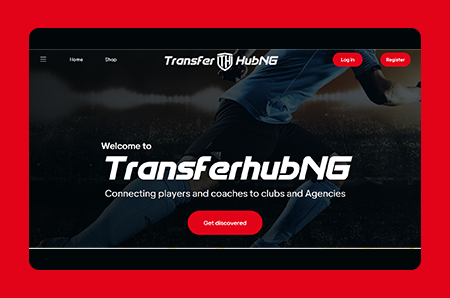 Home
Shop
Transfer TH HubNG
Log In
Register
Welcome to
TransferhubNG
Connecting players and coaches to clubs and Agencies
Get discovered